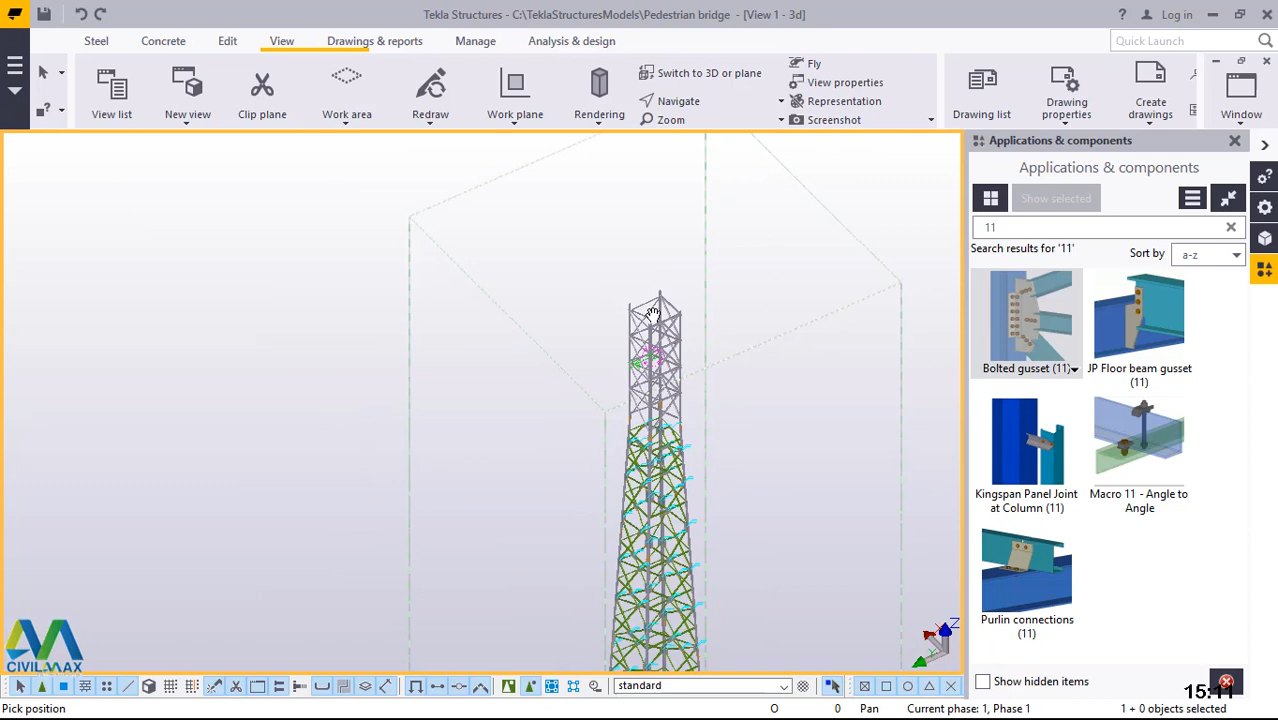 Tekla Structures - C:\TeklaStructuresModels\Pedestrian bridge - [View 1 - 3d]
Log in
Steel
Concrete
Edit
View
Drawings & reports
Manage
Analysis & design
Quick Launch
View list
New view
Clip plane
Work area
Redraw
Work plane
Rendering
Switch to 3D or plane
Navigate
Zoom
Fly
View properties
Representation
Screenshot
Drawing list
Drawing
properties
Create
drawings
Window
Applications & components
Applications & components
Show selected
11
Search results for '11'
Sort by
a-z
Bolted gusset (11)
JP Floor beam gusset
(11)
Kingspan Panel Joint
at Column (11)
Macro 11 - Angle to
Angle
Purlin connections
(11)
Show hidden items
15:11
Z
Y
CIVILMAX
standard
Pick position
O
0
Pan
Current phase: 1, Phase 1
1 + 0 objects selected